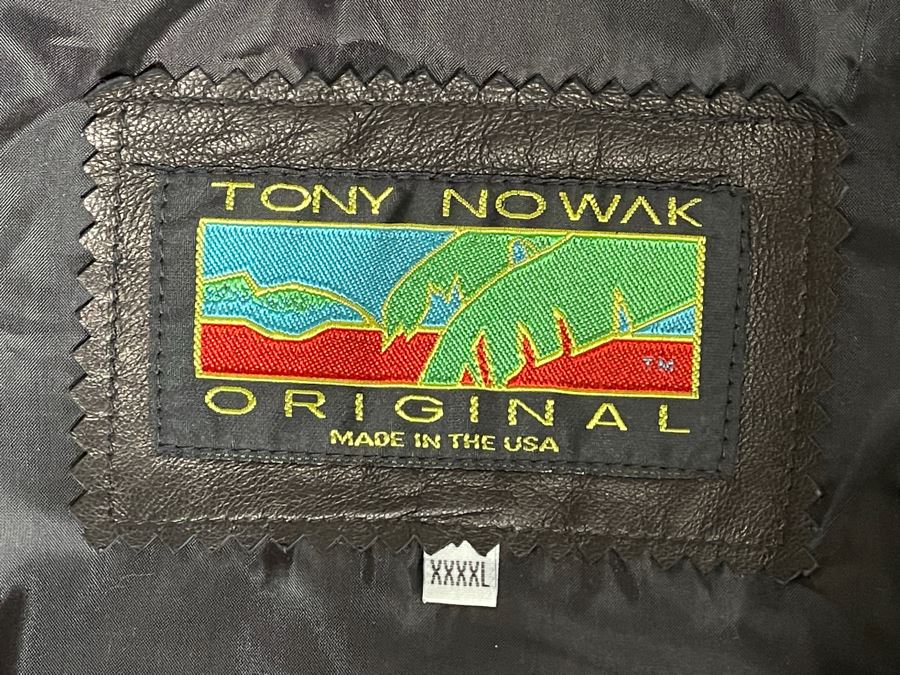 TONY NOWAK
TM
ORIGINAL
MADE IN THE USA
XXXXL